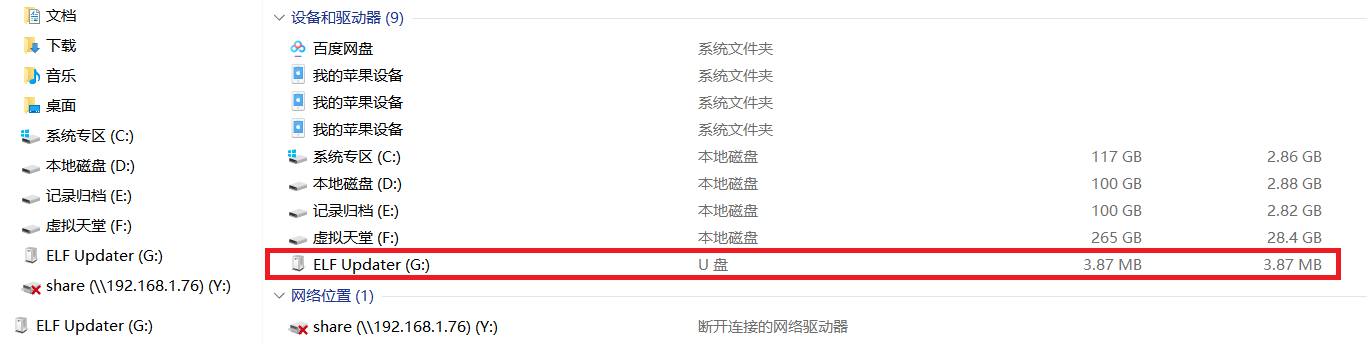 文档
下载
音乐
桌面
系统专区 (C:)
本地磁盘 (D:)
记录归档 (E:)
虚拟天堂 (F:)
ELF Updater (G:)
share (\\192.168.1.76) (Y:)
ELF Updater (G:)
设备和驱动器 (9)
百度网盘 系统文件夹
我的苹果设备 系统文件夹
我的苹果设备 系统文件夹
我的苹果设备 系统文件夹
系统专区 (C:) 本地磁盘 117 GB 2.86 GB
本地磁盘 (D:) 本地磁盘 100 GB 2.88 GB
记录归档 (E:) 本地磁盘 100 GB 2.82 GB
虚拟天堂 (F:) 本地磁盘 265 GB 28.4 GB
ELF Updater (G:) U 盘 3.87 MB 3.87 MB
网络位置 (1)
share (\\192.168.1.76) (Y:) 断开连接的网络驱动器